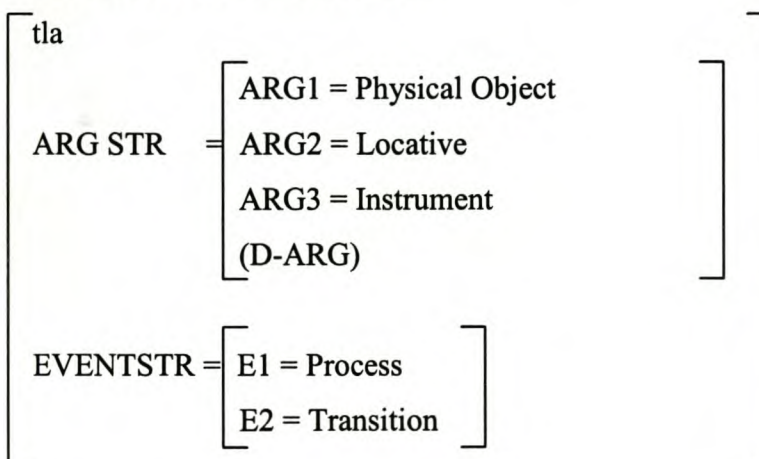 tla
ARG1 = Physical Object
ARG STR = ARG2 = Locative
ARG3 = Instrument
(D-ARG)
EVENTSTR = E1 = Process
E2 = Transition